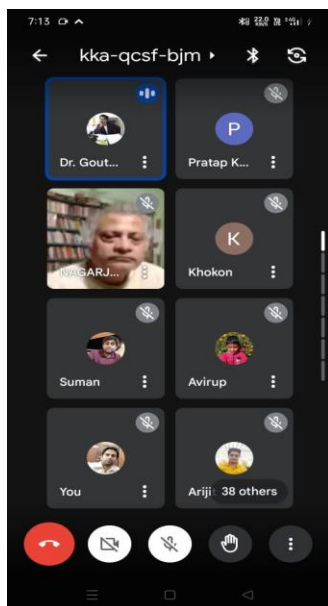 7:13
kka-qcsf-bjm
Dr. Gout...
P
Pratap K...
NAGARJ...
K
Khokon
Suman
Avirup
You
Ariji
38 others